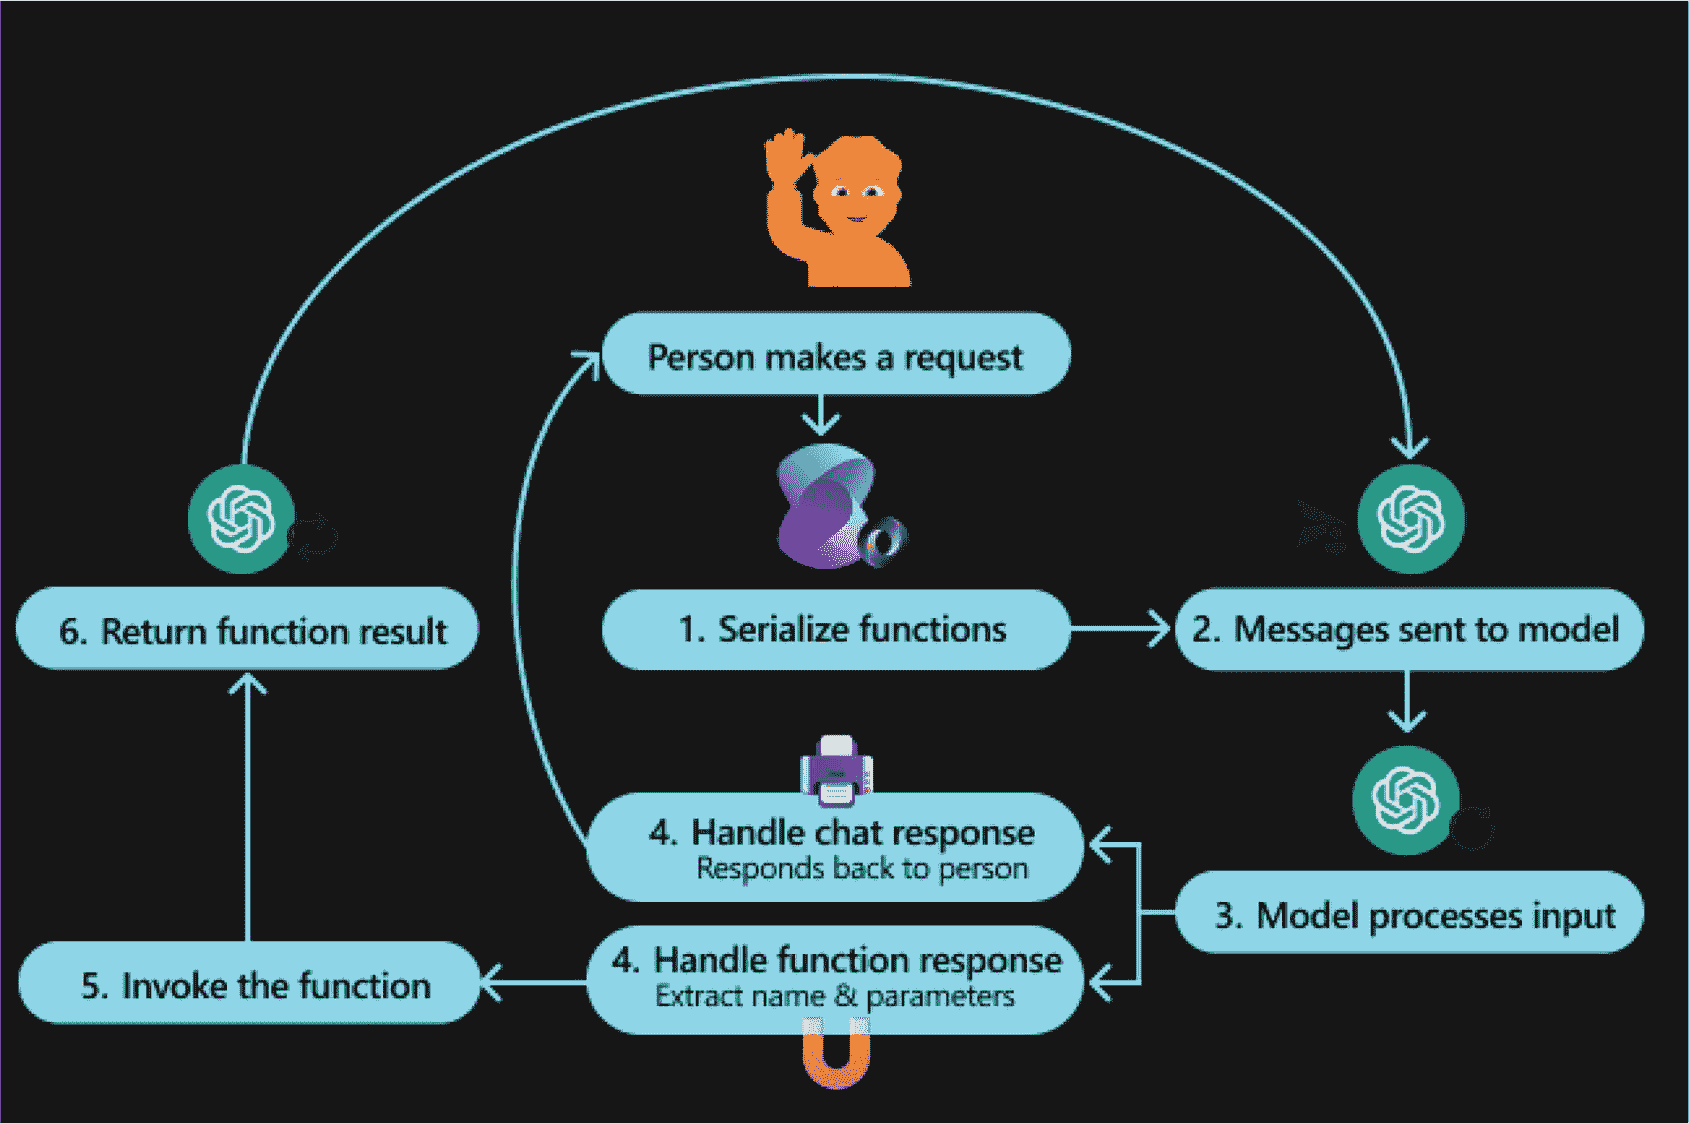 Person makes a request
1. Serialize functions
2. Messages sent to model
3. Model processes input
4. Handle chat response
Responds back to person
4. Handle function response
Extract name & parameters
5. Invoke the function
6. Return function result